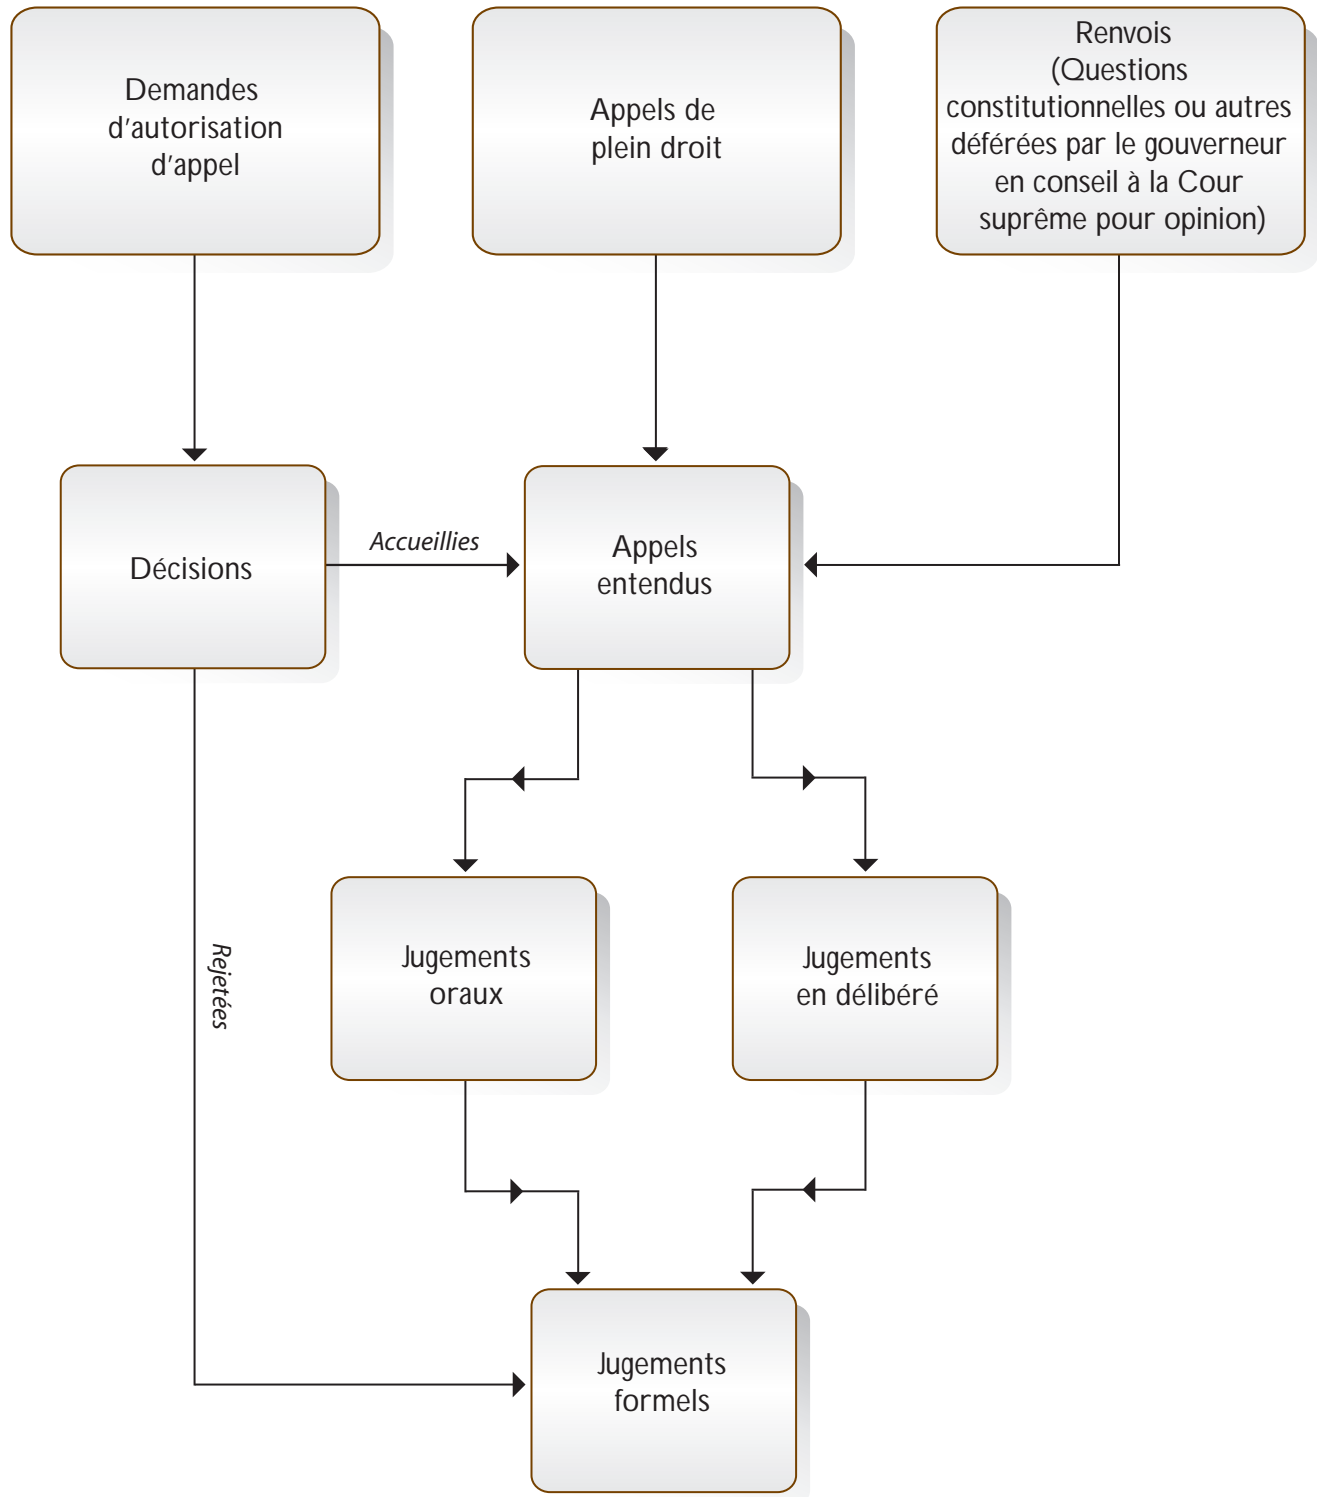 Demandes
d'autorisation
d'appel
Appels de
plein droit
Renvois
(Questions
constitutionnelles ou autres
déférées par le gouverneur
en conseil à la Cour
suprême pour opinion)
Décisions
Accueillies
Appels
entendus
Rejetées
Jugements
oraux
Jugements
en délibéré
Jugements
formels